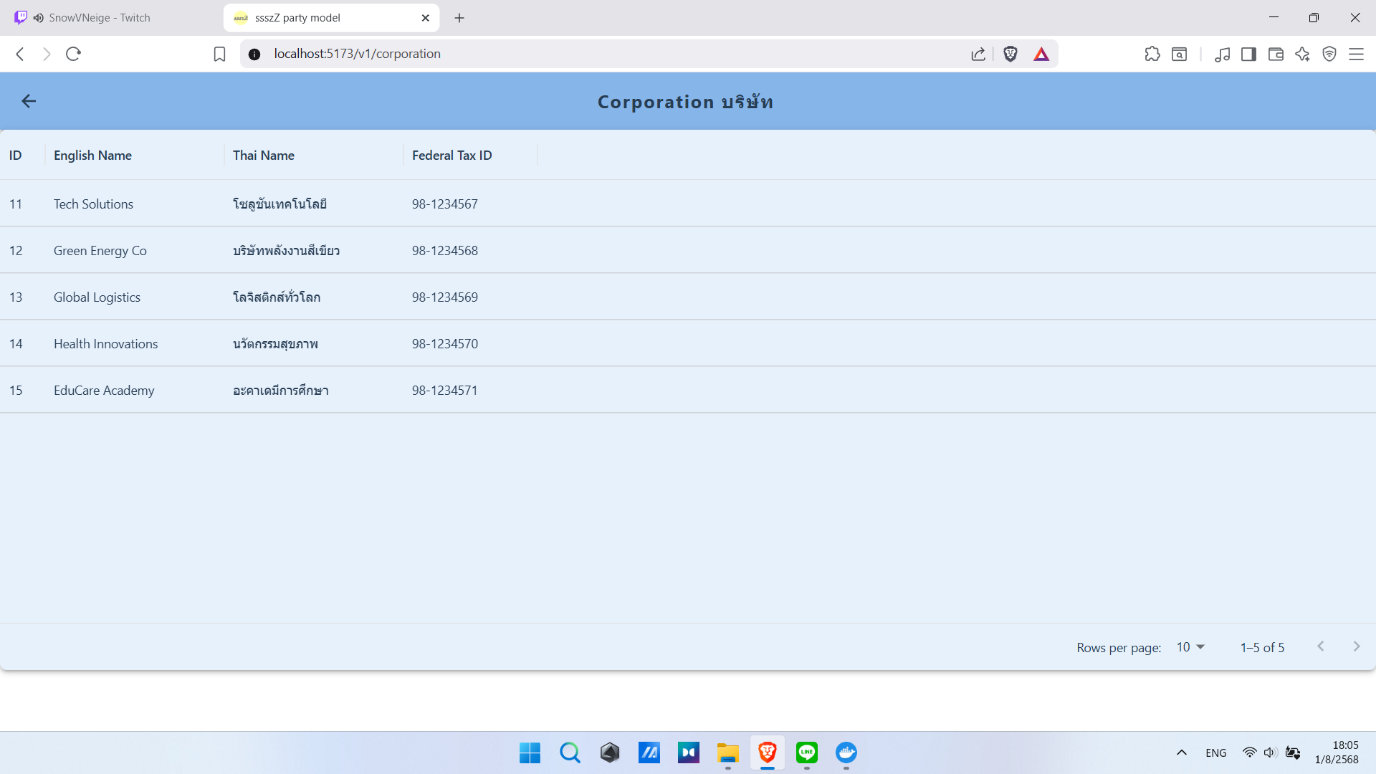 SnowVNeige - Twitch
ssszZ ssszZ party model
localhost:5173/v1/corporation
Corporation บริษัท
ID English Name Thai Name Federal Tax ID
11 Tech Solutions โซลูชันเทคโนโลยี 98-1234567
12 Green Energy Co บริษัทพลังงานสีเขียว 98-1234568
13 Global Logistics โลจิสติกส์ทั่วโลก 98-1234569
14 Health Innovations นวัตกรรมสุขภาพ 98-1234570
15 EduCare Academy อะคาเดมีการศึกษา 98-1234571
Rows per page: 10 1–5 of 5
LINE
ENG
18:05
1/8/2568